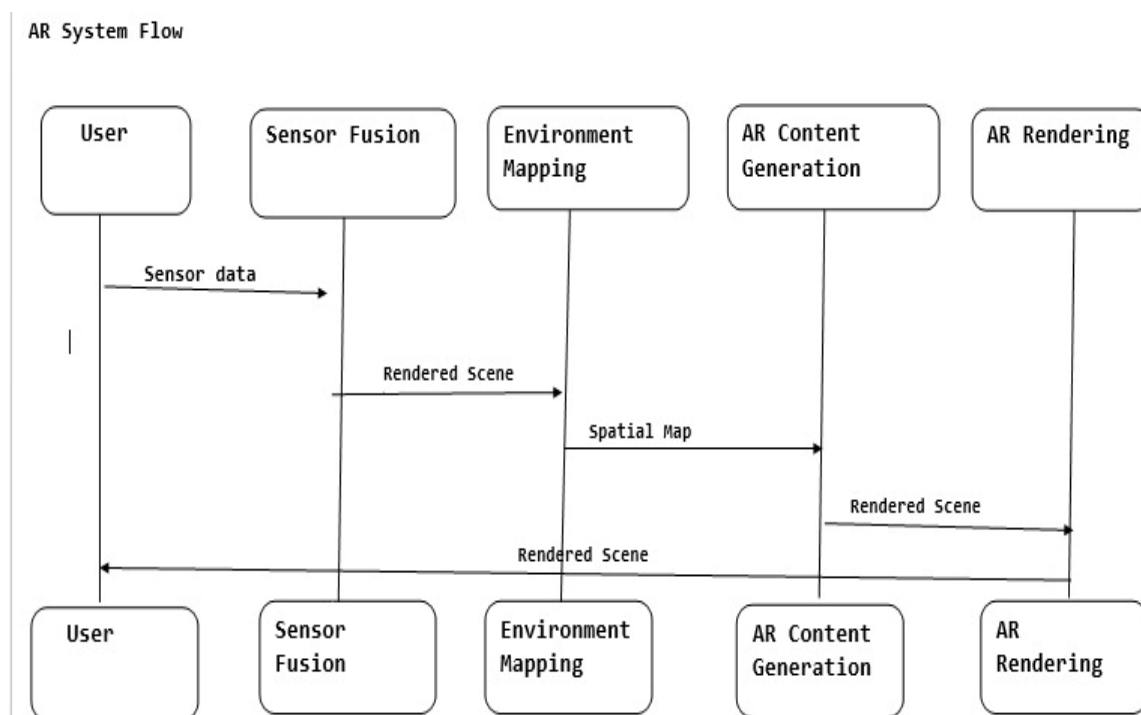 AR System Flow
User
Sensor Fusion
Environment
Mapping
AR Content
Generation
AR Rendering
Sensor data
Rendered Scene
Spatial Map
Rendered Scene
Rendered Scene
User
Sensor
Fusion
Environment
Mapping
AR Content
Generation
AR
Rendering